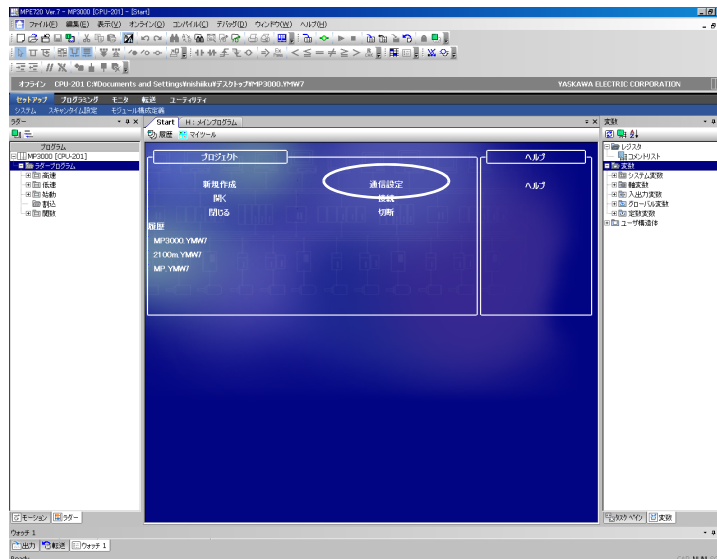 MPE720 Ver.7 - MP3000 [CPU-201] - [Start]
ファイル(F) 編集(E) 表示(V) オンライン(O) コンパイル(C) デバッグ(D) ウィンドウ(W) ヘルプ(H)
オフライン CPU-201 C:¥Documents and Settings¥nishiku¥デスクトップ¥MP3000.YMW7 YASKAWA ELECTRIC CORPORATION
セットアップ プログラミング モニタ 転送 ユーティリティ
システム スキャンタイム設定 モジュール構成定義
ラダー
Start H: メインプログラム
変数
履歴 マイツール
プログラム
MP3000 [CPU-201]
ラダープログラム
高速
低速
始動
割込
関数
プロジェクト
新規作成 通信設定
開く 接続
閉じる 切断
履歴
MP3000.YMW7
2100m.YMW7
MP.YMW7
ヘルプ
ヘルプ
レジスタ
コメントリスト
変数
システム変数
軸変数
入出力変数
グローバル変数
定数変数
ユーザ構造体
モーション ラダー
タスク ペイン 変数
ウォッチ 1
出力 転送 ウォッチ 1
Ready